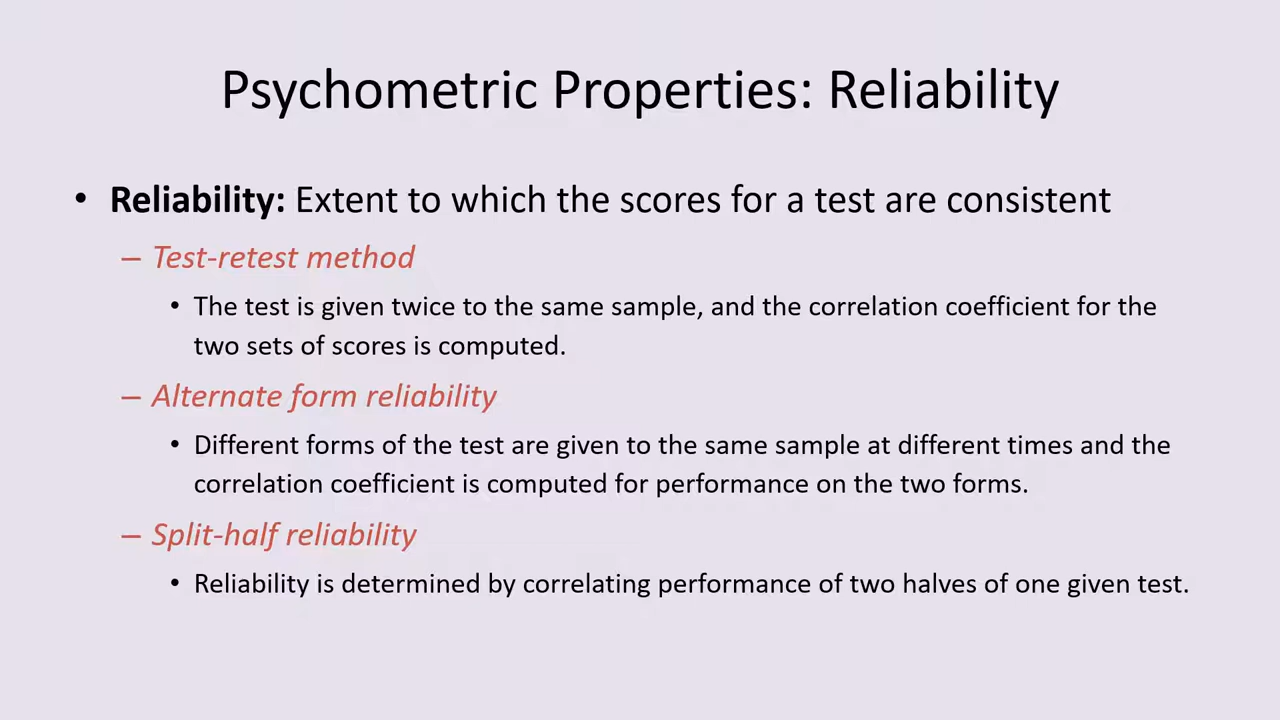 Psychometric Properties: Reliability
• Reliability: Extent to which the scores for a test are consistent
– Test-retest method
• The test is given twice to the same sample, and the correlation coefficient for the
two sets of scores is computed.
– Alternate form reliability
• Different forms of the test are given to the same sample at different times and the
correlation coefficient is computed for performance on the two forms.
– Split-half reliability
• Reliability is determined by correlating performance of two halves of one given test.